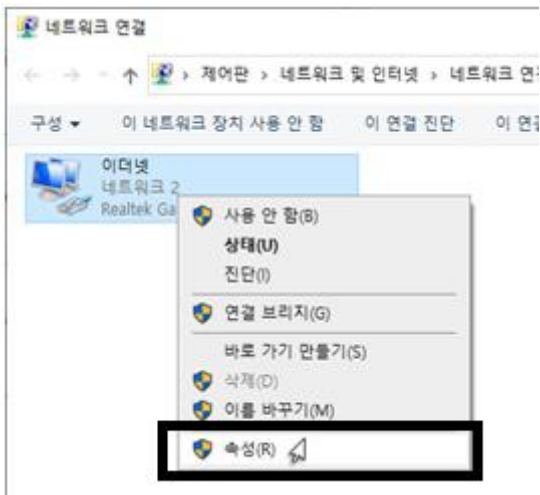 네트워크 연결
제어판 › 네트워크 및 인터넷 › 네트워크
구성 이 네트워크 장치 사용 안 함 이 연결 진단 이
이더넷
네트워크 2
Realtek
사용 안 함(B)
상태(U)
진단(I)
연결 브리지(G)
바로 가기 만들기(S)
삭제(D)
이름 바꾸기(M)
속성(R)